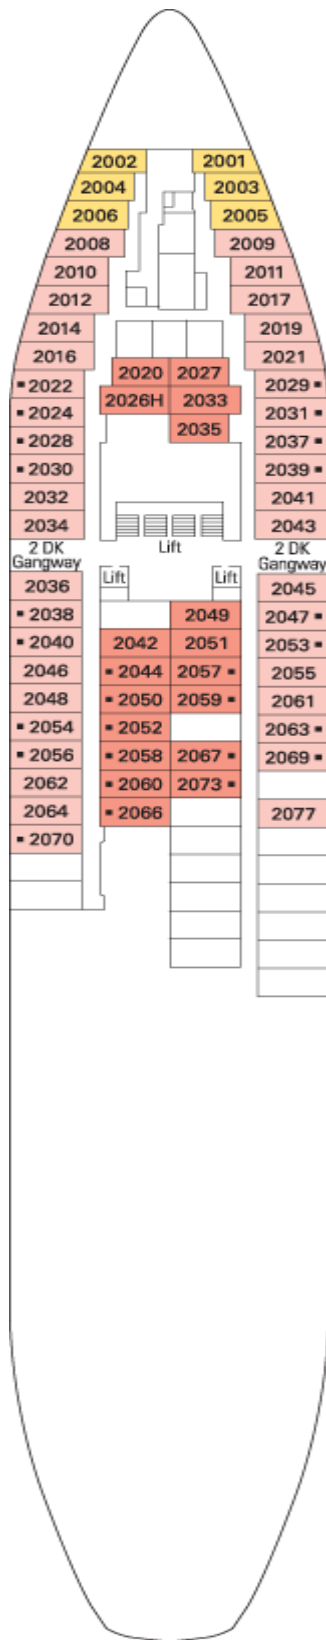 2002 2001
2004 2003
2006 2005
2008 2009
2010 2011
2012 2017
2014 2019
2016 2021
2020 2027
▪ 2022 2029 ▪
2026H 2033
▪ 2024 2031 ▪
2035
▪ 2028 2037 ▪
▪ 2030 2039 ▪
2032 2041
2034 2043
Lift
2 DK
Gangway
2 DK
Gangway
Lift Lift
2036 2045
▪ 2038 2049 2047 ▪
▪ 2040 2042 2051 2053 ▪
2046 ▪ 2044 2057 ▪ 2055
2048 ▪ 2050 2059 ▪ 2061
▪ 2054 ▪ 2052 2063 ▪
▪ 2056 ▪ 2058 2067 ▪ 2069 ▪
2062 ▪ 2060 2073 ▪
2064 ▪ 2066 2077
▪ 2070